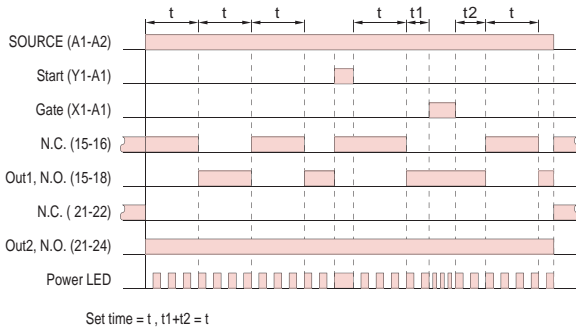 t t t t t1 t2 t
SOURCE (A1-A2)
Start (Y1-A1)
Gate (X1-A1)
N.C. (15-16)
Out1, N.O. (15-18)
N.C. ( 21-22)
Out2, N.O. (21-24)
Power LED
Set time = t , t1+t2 = t